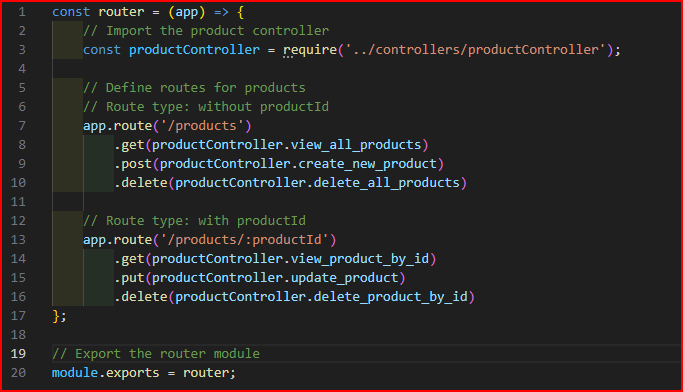 1 const router = (app) => {
2 // Import the product controller
3 const productController = require('../controllers/productController');
4
5 // Define routes for products
6 // Route type: without productId
7 app.route('/products')
8 .get(productController.view_all_products)
9 .post(productController.create_new_product)
10 .delete(productController.delete_all_products)
11
12 // Route type: with productId
13 app.route('/products/:productId')
14 .get(productController.view_product_by_id)
15 .put(productController.update_product)
16 .delete(productController.delete_product_by_id)
17 };
18
19 // Export the router module
20 module.exports = router;